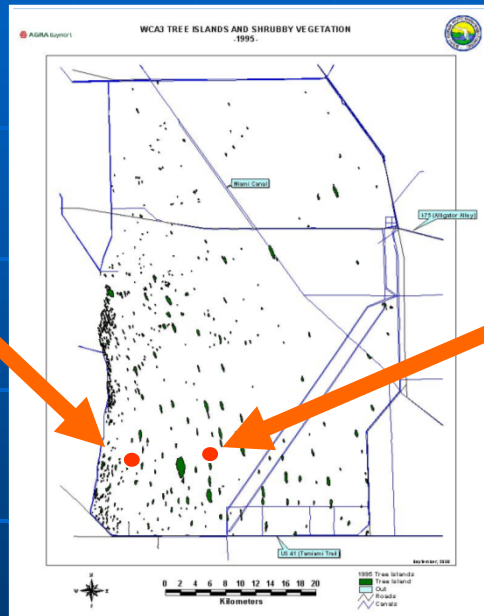 AGRA Baymont
WCA3 TREE ISLANDS AND SHRUBBY VEGETATION
-1995-
Miami Canal
I-75 (Alligator Alley)
US 41 (Tamiami Trail)
September, 2000
N
W
E
S
0 2 4 6 8 10 12 14 16 18 20
Kilometers
1995 Tree Islands
Tree Island
Out
Roads
Canals